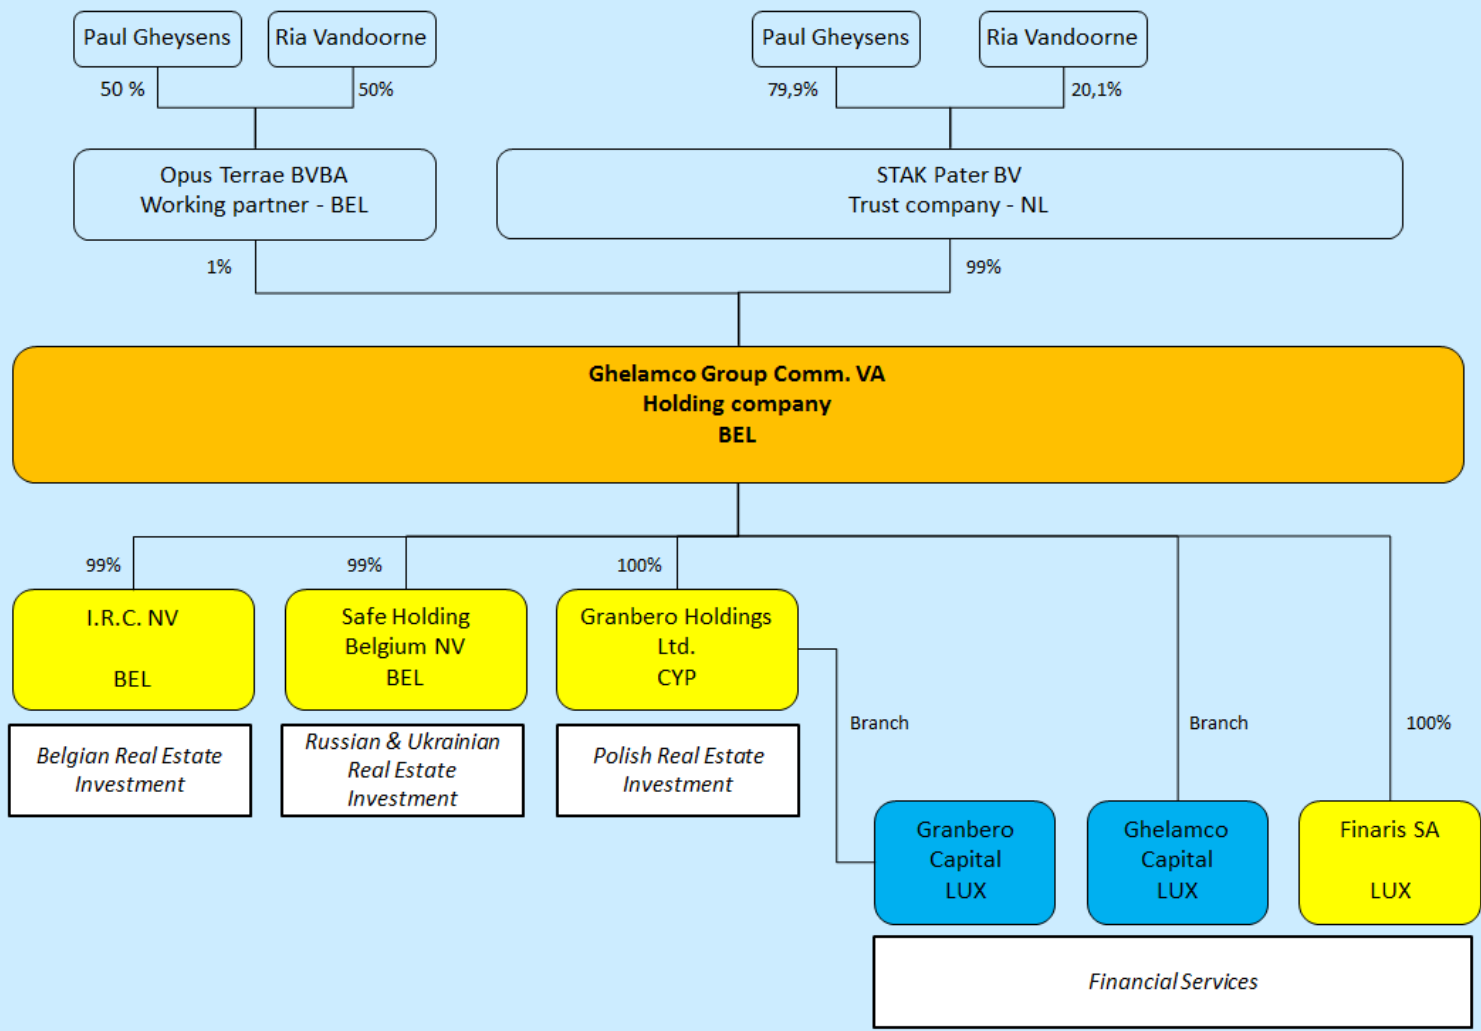 Paul Gheysens
Ria Vandoorne
Paul Gheysens
Ria Vandoorne
50 %
50%
79,9%
20,1%
Opus Terrae BVBA
Working partner - BEL
STAK Pater BV
Trust company - NL
1%
99%
Ghelamco Group Comm. VA
Holding company
BEL
99%
99%
100%
I.R.C. NV
BEL
Safe Holding
Belgium NV
BEL
Granbero Holdings
Ltd.
CYP
Branch
Branch
100%
Belgian Real Estate
Investment
Russian & Ukrainian
Real Estate
Investment
Polish Real Estate
Investment
Granbero
Capital
LUX
Ghelamco
Capital
LUX
Finaris SA
LUX
Financial Services